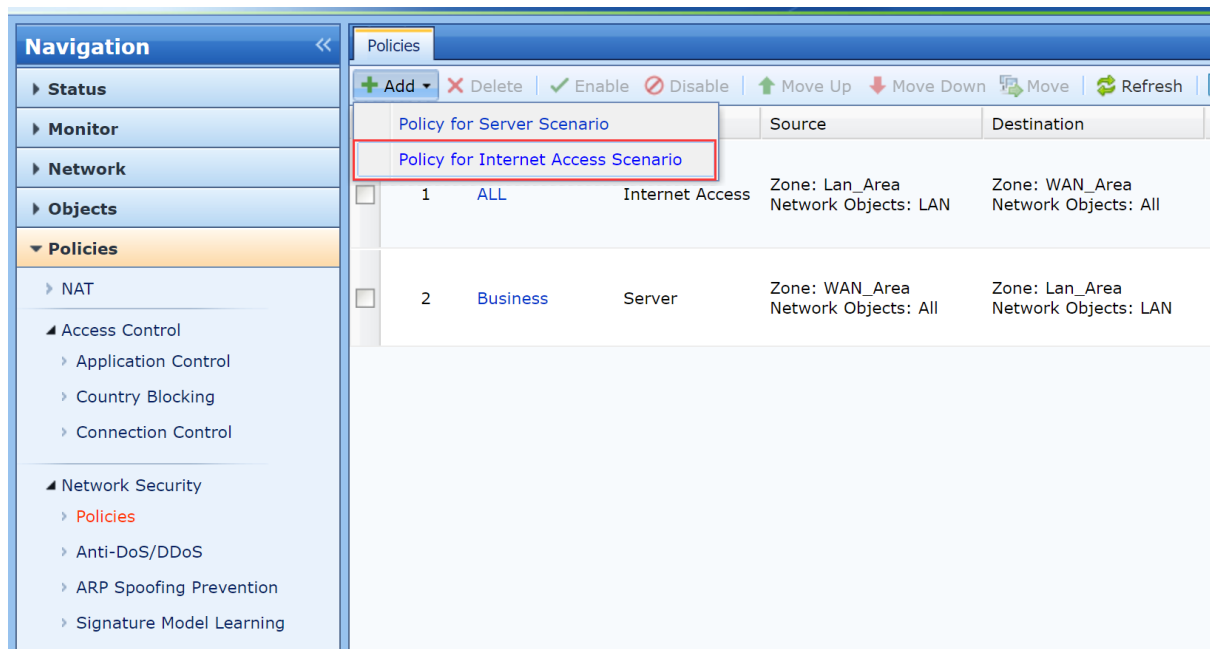 Navigation
Status
Monitor
Network
Objects
Policies
NAT
Access Control
Application Control
Country Blocking
Connection Control
Network Security
Policies
Anti-DoS/DDoS
ARP Spoofing Prevention
Signature Model Learning
Policies
Add Delete Enable Disable Move Up Move Down Move Refresh
Policy for Server Scenario
Policy for Internet Access Scenario
Source Destination
1 ALL Internet Access Zone: Lan_Area Zone: WAN_Area
Network Objects: LAN Network Objects: All
2 Business Server Zone: WAN_Area Zone: Lan_Area
Network Objects: All Network Objects: LAN